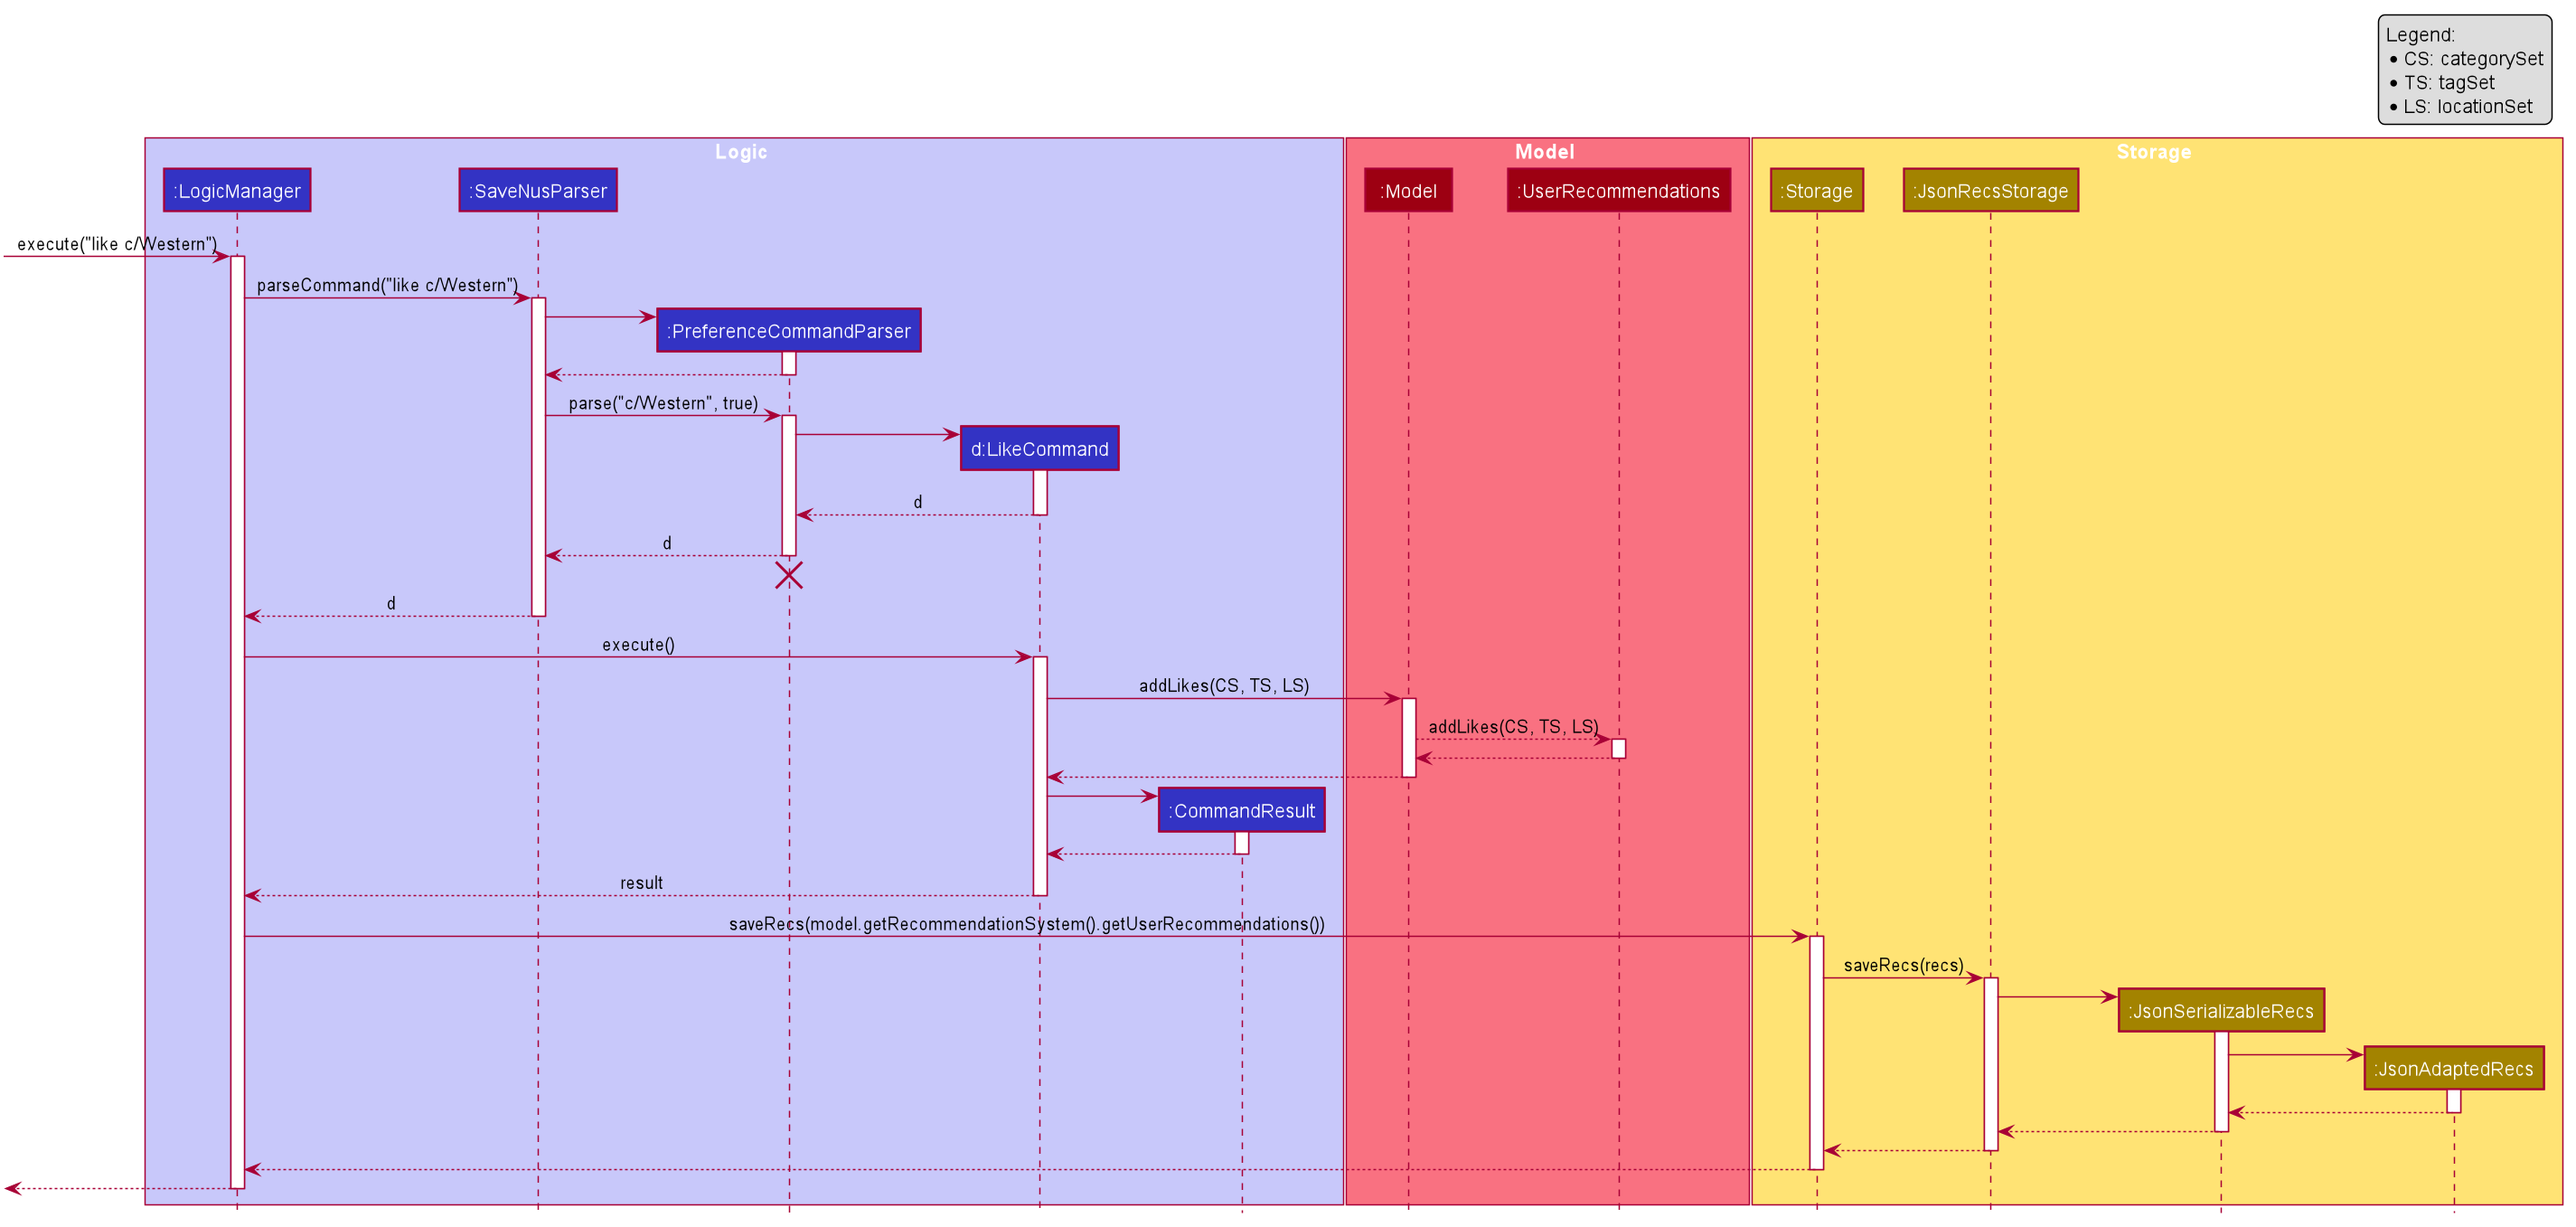 Legend:
• CS: categorySet
• TS: tagSet
• LS: locationSet
Logic
Model
Storage
:LogicManager
:SaveNusParser
:Model
:UserRecommendations
:Storage
:JsonRecsStorage
execute("like c/Western")
parseCommand("like c/Western")
:PreferenceCommandParser
parse("c/Western", true)
d:LikeCommand
d
d
d
execute()
addLikes(CS, TS, LS)
addLikes(CS, TS, LS)
:CommandResult
result
saveRecs(model.getRecommendationSystem().getUserRecommendations())
saveRecs(recs)
:JsonSerializableRecs
:JsonAdaptedRecs